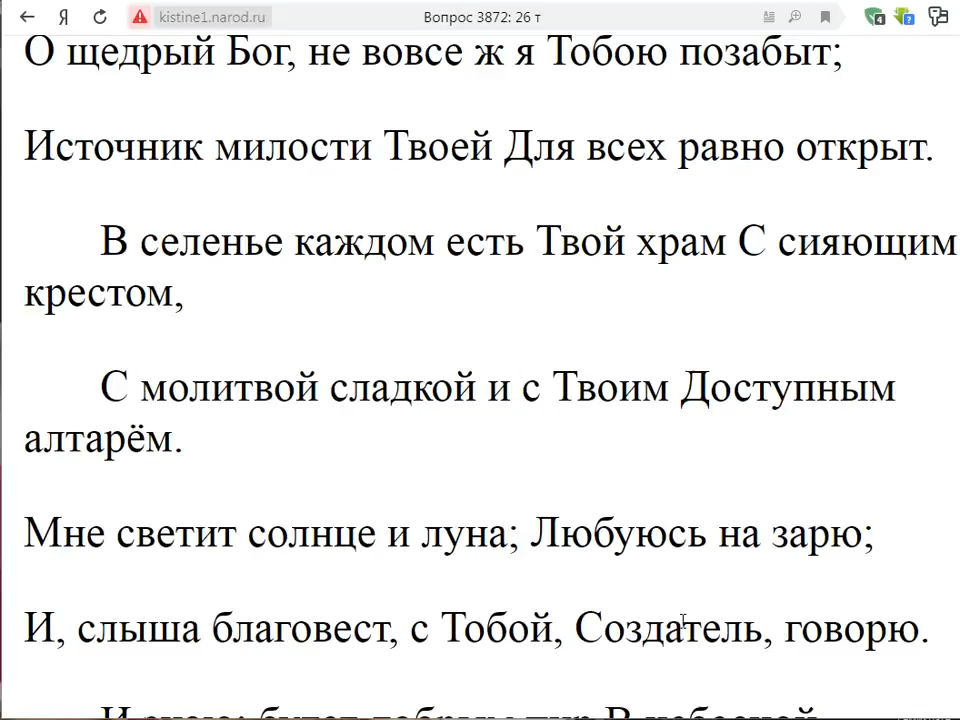 Я
kistine1.narod.ru
Вопрос 3872: 26 т
4
?
О щедрый Бог, не вовсе ж я Тобою позабыт;
Источник милости Твоей Для всех равно открыт.
В селенье каждом есть Твой храм С сияющим
крестом,
С молитвой сладкой и с Твоим Доступным
алтарём.
Мне светит солнце и луна; Любуюсь на зарю;
И, слыша благовест, с Тобой, Создатель, говорю.